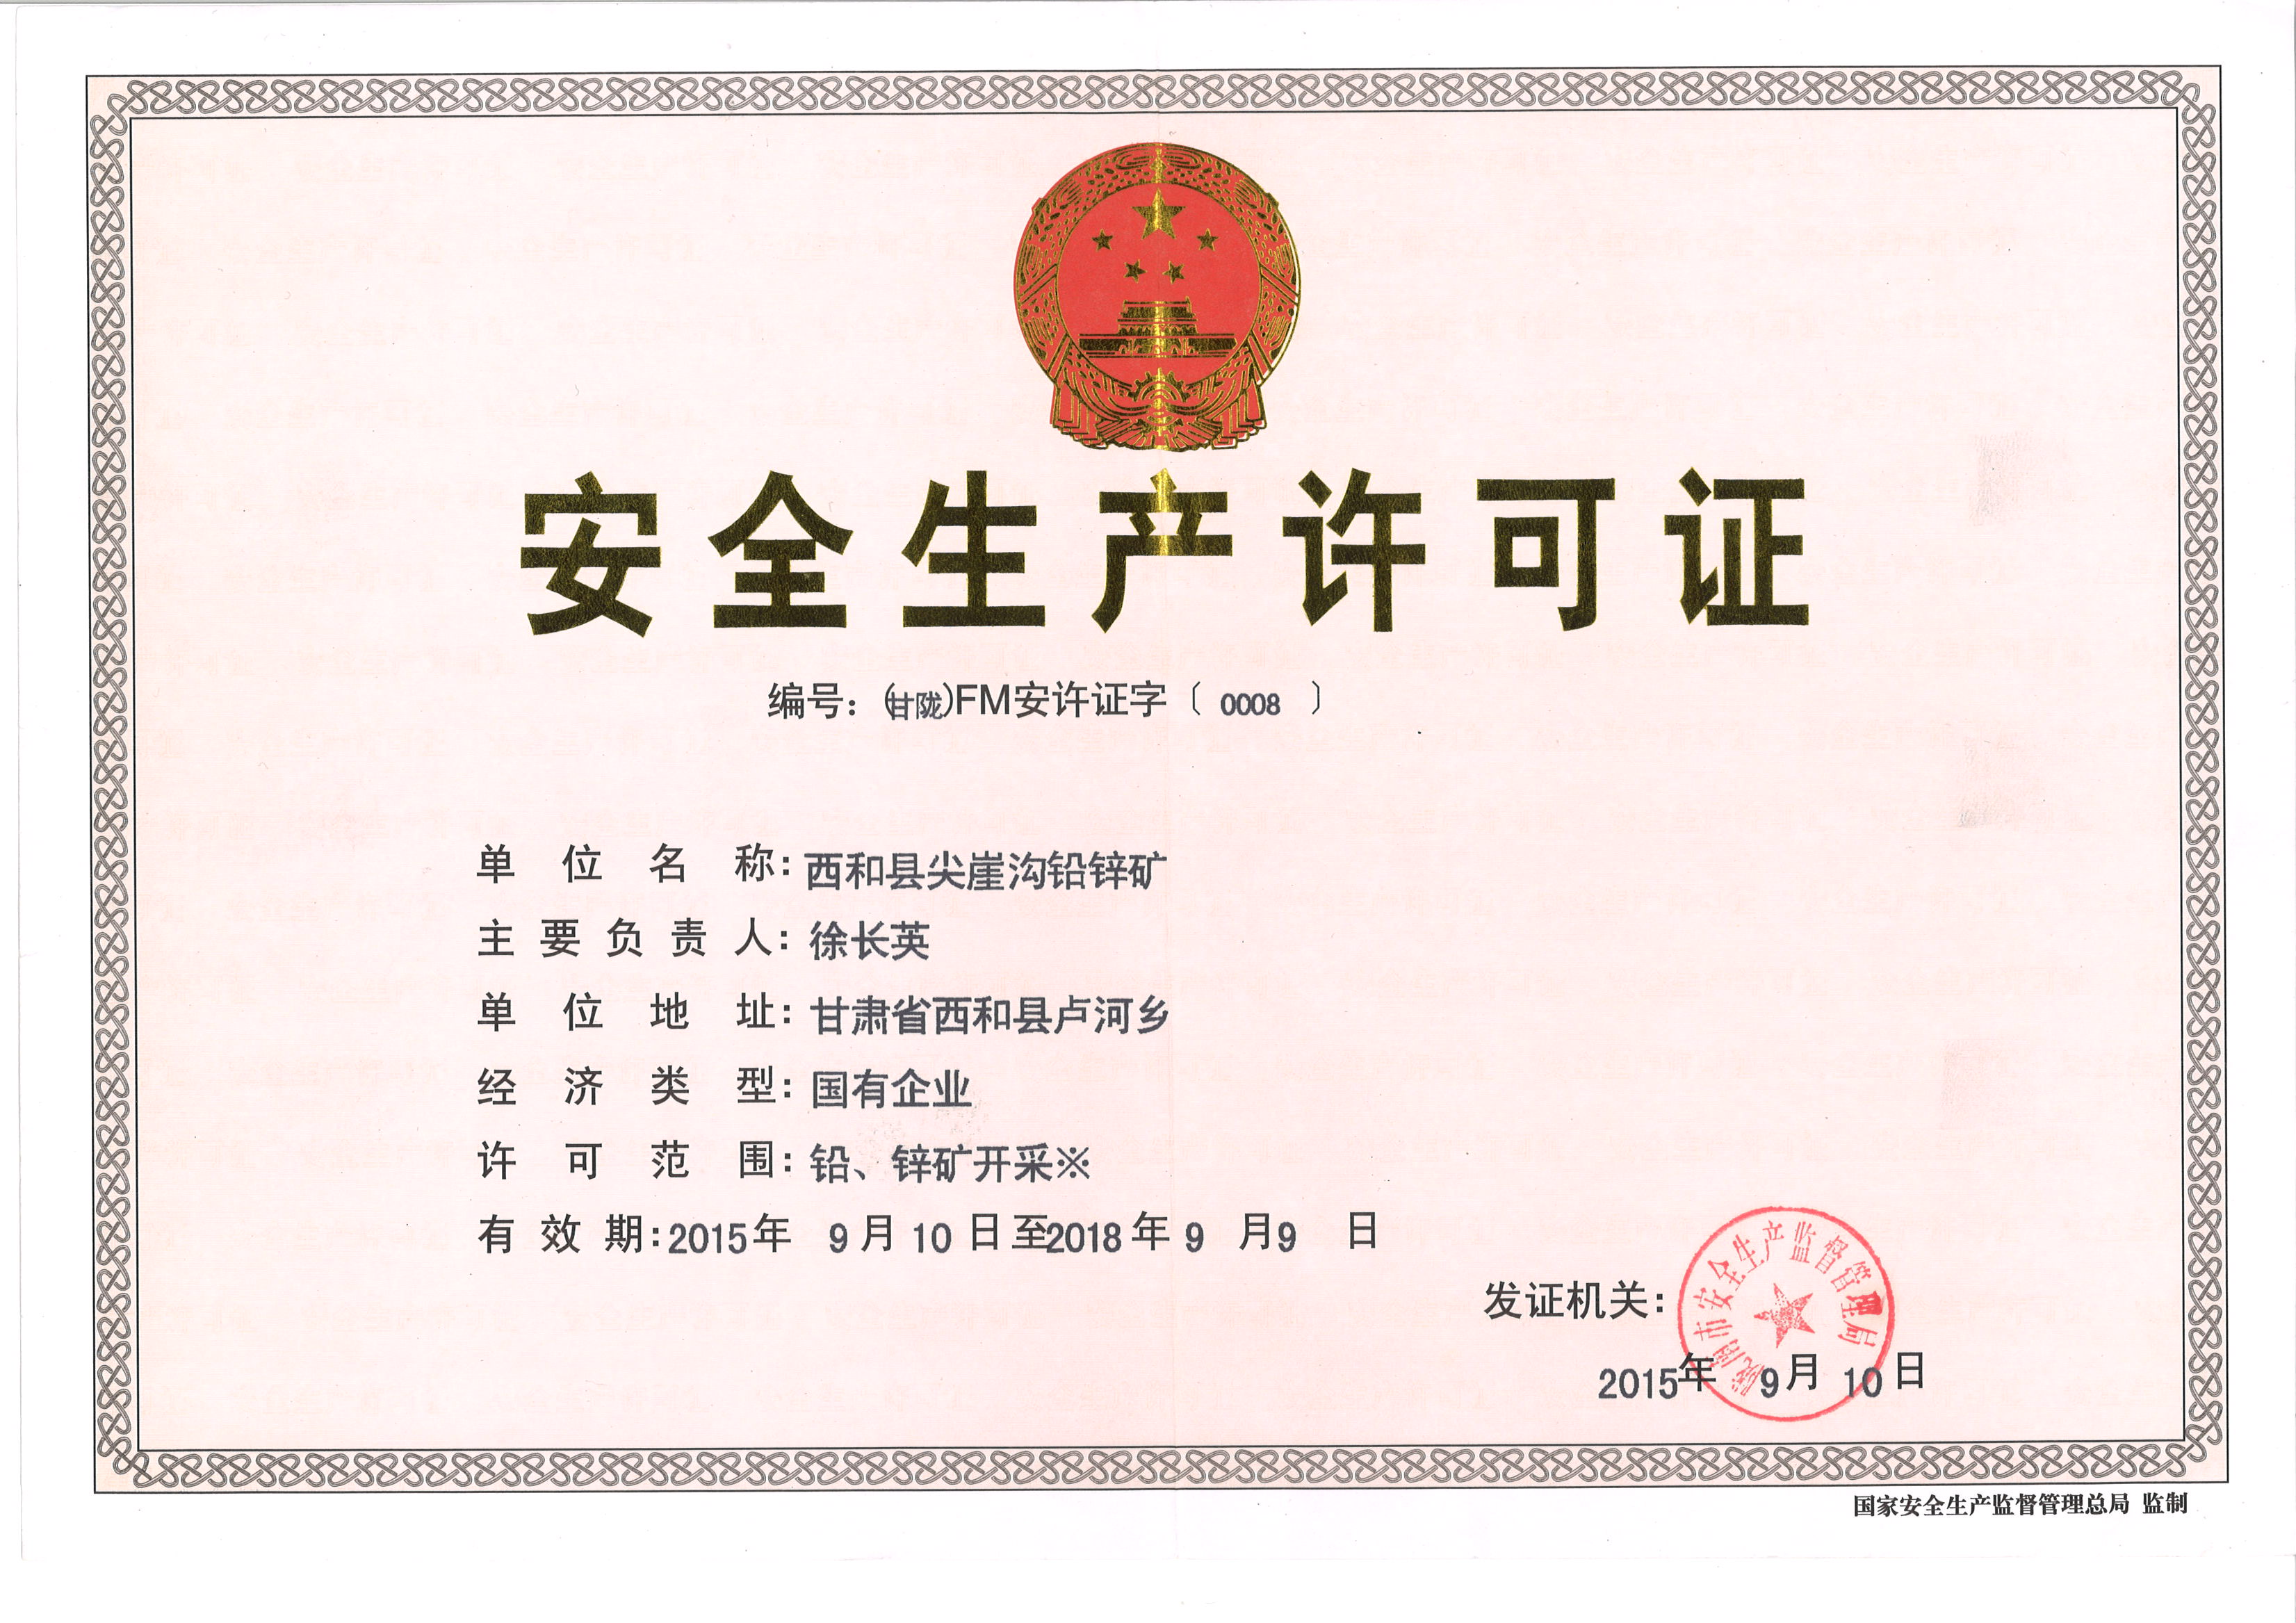 安全生产许可证
编号：(甘陇)FM安许证字〔 0008 〕
单位名称：西和县尖崖沟铅锌矿
主要负责人：徐长英
单位地址：甘肃省西和县卢河乡
经济类型：国有企业
许可范围：铅、锌矿开采※
有效期：2015年 9月10日至2018年9月9日
发证机关：
陇南市安全生产监督管理局
2015年 9月10日
国家安全生产监督管理总局 监制